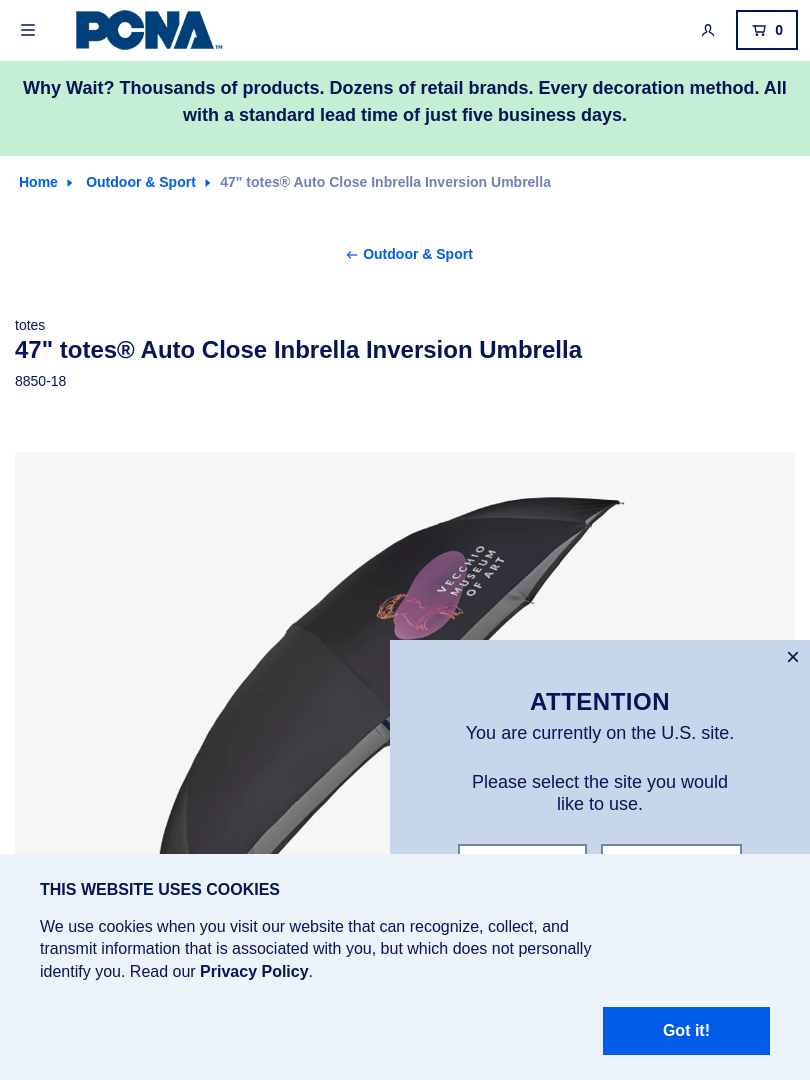 PCNA™
0
Why Wait? Thousands of products. Dozens of retail brands. Every decoration method. All
with a standard lead time of just five business days.
Home
Outdoor & Sport
47" totes® Auto Close Inbrella Inversion Umbrella
Outdoor & Sport
totes
47" totes® Auto Close Inbrella Inversion Umbrella
8850-18
VECCHIO
MUSEUM
OF ART
ATTENTION
You are currently on the U.S. site.
Please select the site you would
like to use.
THIS WEBSITE USES COOKIES
We use cookies when you visit our website that can recognize, collect, and
transmit information that is associated with you, but which does not personally
identify you. Read our Privacy Policy.
Got it!